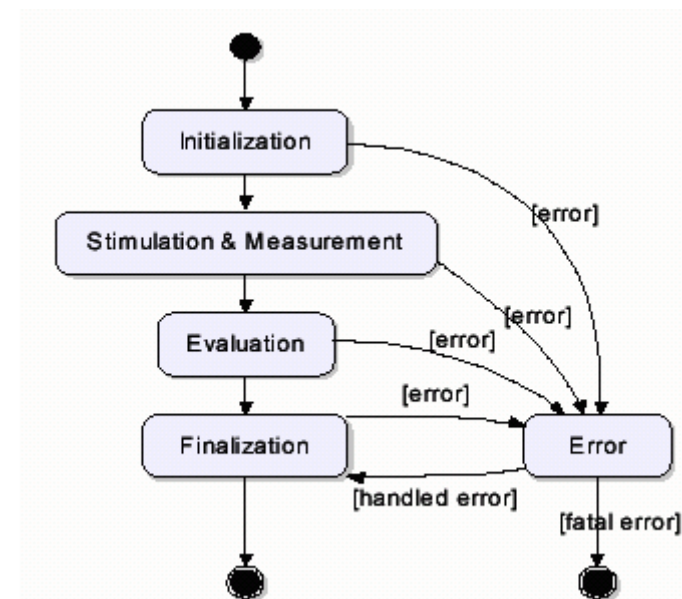 Initialization
[error]
Stimulation & Measurement
[error]
Evaluation
[error]
[error]
Finalization
Error
[handled error]
[fatal error]